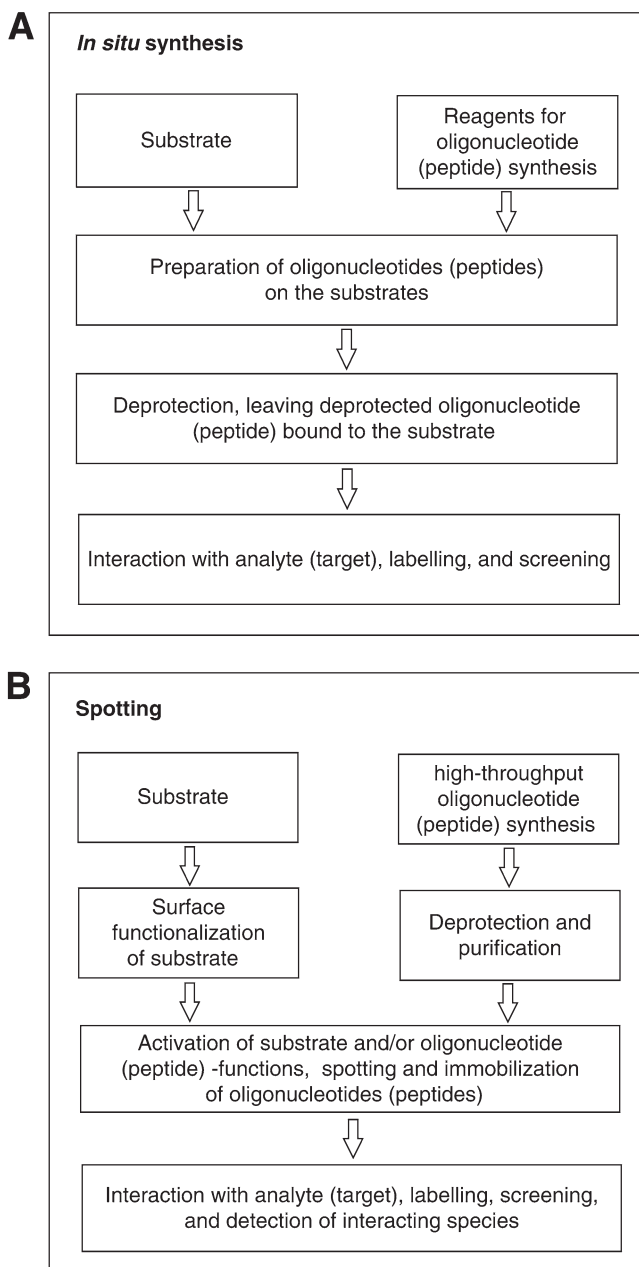 A
In situ synthesis
Substrate
Reagents for
oligonucleotide
(peptide) synthesis
Preparation of oligonucleotides (peptides)
on the substrates
Deprotection, leaving deprotected oligonucleotide
(peptide) bound to the substrate
Interaction with analyte (target), labelling, and screening
B
Spotting
Substrate
high-throughput
oligonucleotide
(peptide) synthesis
Surface
functionalization
of substrate
Deprotection and
purification
Activation of substrate and/or oligonucleotide
(peptide) -functions, spotting and immobilization
of oligonucleotides (peptides)
Interaction with analyte (target), labelling, screening,
and detection of interacting species